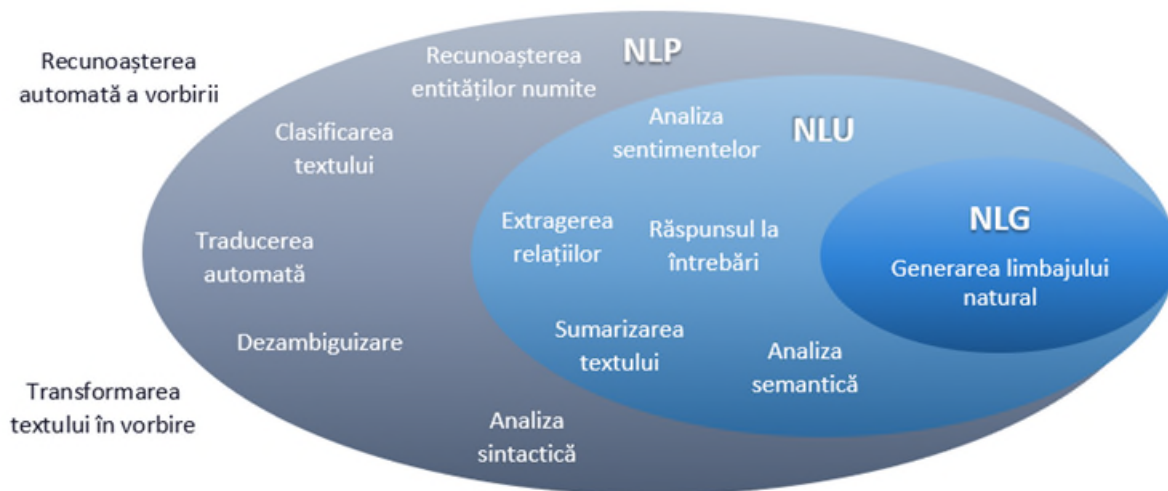 Recunoașterea
automată a vorbirii
Recunoașterea
entităților numite
NLP
Clasificarea
textului
Analiza
sentimentelor
NLU
Traducerea
automată
Extragerea
relațiilor
Răspunsul la
întrebări
NLG
Generarea limbajului
natural
Dezambiguizare
Sumarizarea
textului
Analiza
semantică
Transformarea
textului în vorbire
Analiza
sintactică